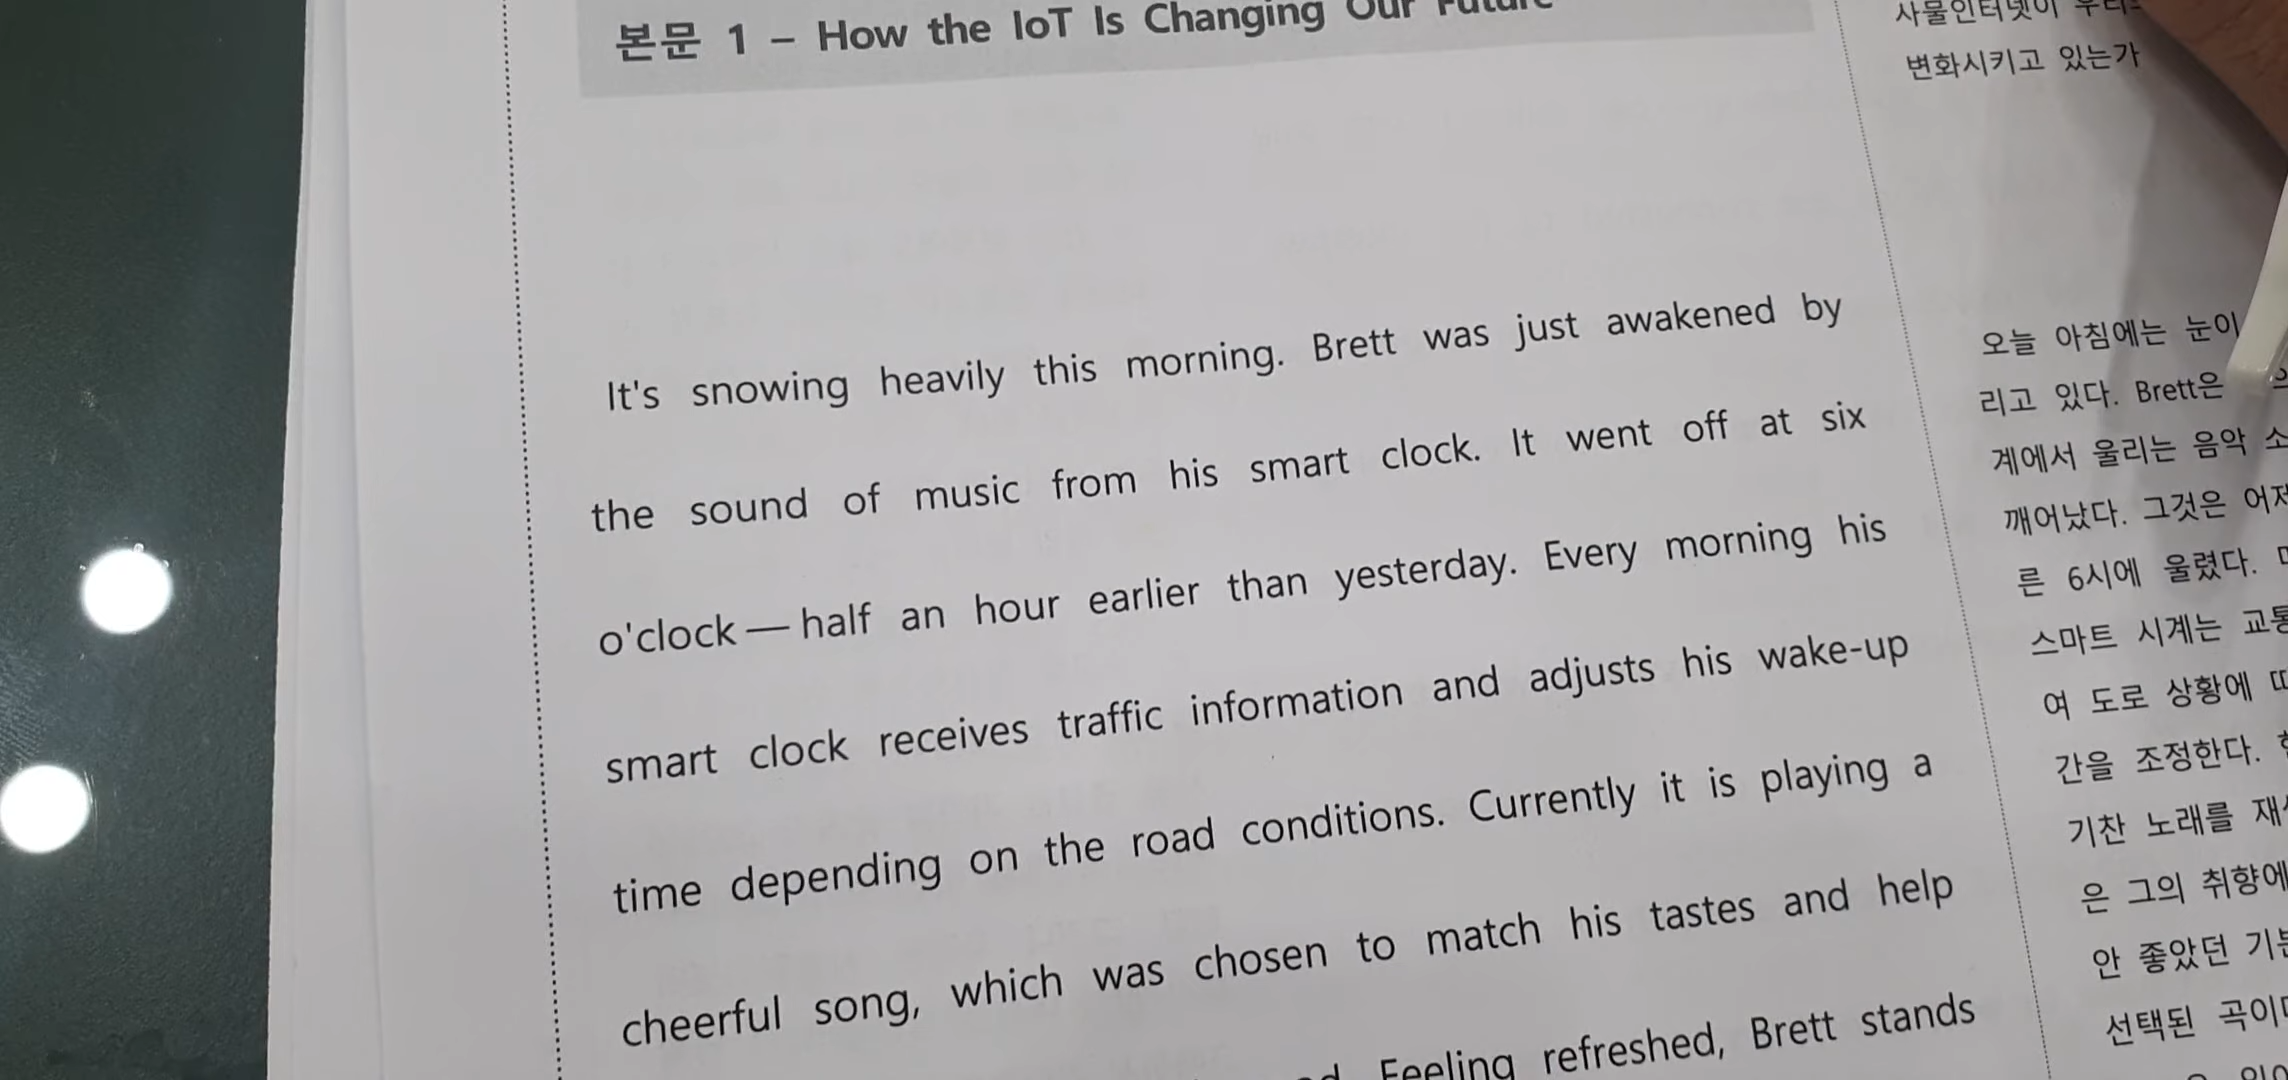 본문 1 – How the IoT Is Changing Our Future
It's snowing heavily this morning. Brett was just awakened by
the sound of music from his smart clock. It went off at six
o'clock — half an hour earlier than yesterday. Every morning his
smart clock receives traffic information and adjusts his wake-up
time depending on the road conditions. Currently it is playing a
cheerful song, which was chosen to match his tastes and help
Feeling refreshed, Brett stands
사물인터넷이
변화시키고 있는가
오늘 아침에는 눈이
리고 있다. Brett은
계에서 울리는 음악
깨어났다. 그것은
른 6시에 울렸다.
스마트 시계는
여 도로 상황에
간을 조정한다.
기찬 노래를
은 그의 취향에
안 좋았던
선택된